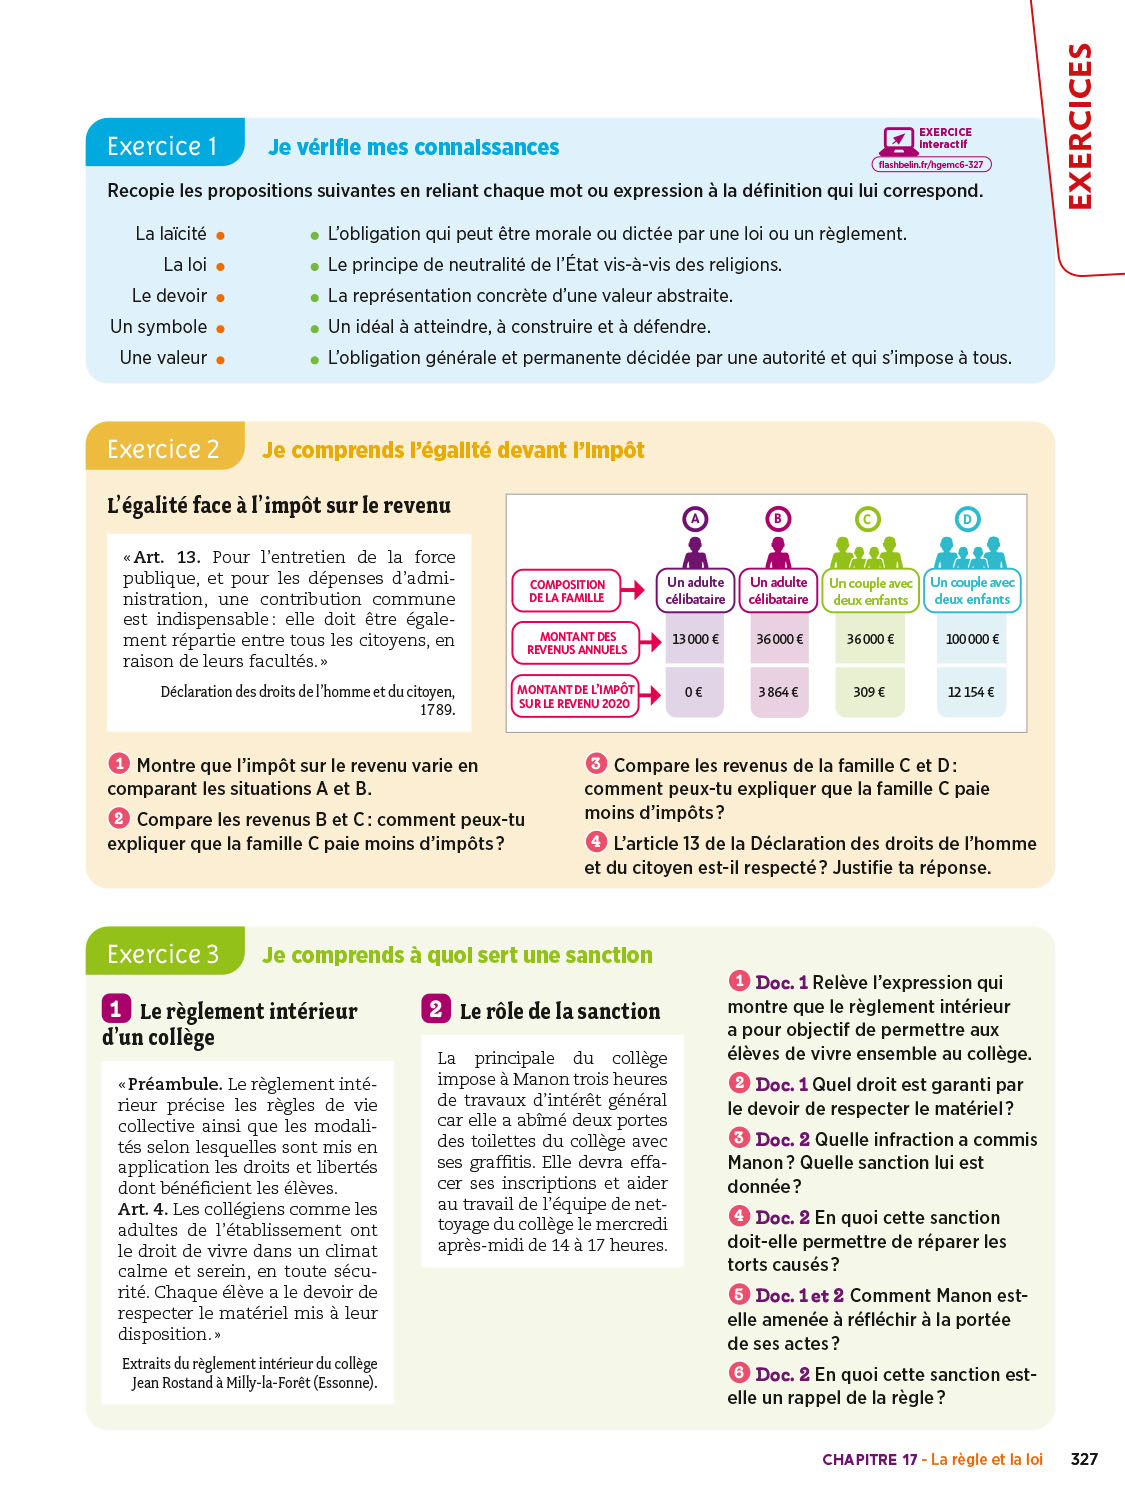 EXERCICES
Exercice 1
Je vérifie mes connaissances
EXERCICE
interactif
flashbelin.fr/hgemc6-327
Recopie les propositions suivantes en reliant chaque mot ou expression à la définition qui lui correspond.
La laïcité
L'obligation qui peut être morale ou dictée par une loi ou un règlement.
La loi
Le principe de neutralité de l'État vis-à-vis des religions.
Le devoir
La représentation concrète d'une valeur abstraite.
Un symbole
Un idéal à atteindre, à construire et à défendre.
Une valeur
L'obligation générale et permanente décidée par une autorité et qui s'impose à tous.
Exercice 2
Je comprends l'égalité devant l'impôt
L'égalité face à l'impôt sur le revenu
« Art. 13. Pour l'entretien de la force
publique, et pour les dépenses d'admi-
nistration, une contribution commune
est indispensable : elle doit être égale-
ment répartie entre tous les citoyens, en
raison de leurs facultés. »
Déclaration des droits de l'homme et du citoyen,
1789.
A
B
C
D
COMPOSITION
DE LA FAMILLE
Un adulte
célibataire
Un adulte
célibataire
Un couple avec
deux enfants
Un couple avec
deux enfants
MONTANT DES
REVENUS ANNUELS
13 000 €
36 000 €
36 000 €
100 000 €
MONTANT DE L'IMPÔT
SUR LE REVENU 2020
0 €
3 864 €
309 €
12 154 €
1 Montre que l'impôt sur le revenu varie en
comparant les situations A et B.
2 Compare les revenus B et C : comment peux-tu
expliquer que la famille C paie moins d'impôts ?
3 Compare les revenus de la famille C et D :
comment peux-tu expliquer que la famille C paie
moins d'impôts ?
4 L'article 13 de la Déclaration des droits de l'homme
et du citoyen est-il respecté ? Justifie ta réponse.
Exercice 3
Je comprends à quoi sert une sanction
1 Le règlement intérieur
d'un collège
« Préambule. Le règlement inté-
rieur précise les règles de vie
collective ainsi que les modali-
tés selon lesquelles sont mis en
application les droits et libertés
dont bénéficient les élèves.
Art. 4. Les collégiens comme les
adultes de l'établissement ont
le droit de vivre dans un climat
calme et serein, en toute sécu-
rité. Chaque élève a le devoir de
respecter le matériel mis à leur
disposition. »
Extraits du règlement intérieur du collège
Jean Rostand à Milly-la-Forêt (Essonne).
2 Le rôle de la sanction
La principale du collège
impose à Manon trois heures
de travaux d'intérêt général
car elle a abîmé deux portes
des toilettes du collège avec
ses graffitis. Elle devra effa-
cer ses inscriptions et aider
au travail de l'équipe de net-
toyage du collège le mercredi
après-midi de 14 à 17 heures.
1 Doc. 1 Relève l'expression qui
montre que le règlement intérieur
a pour objectif de permettre aux
élèves de vivre ensemble au collège.
2 Doc. 1 Quel droit est garanti par
le devoir de respecter le matériel ?
3 Doc. 2 Quelle infraction a commis
Manon ? Quelle sanction lui est
donnée ?
4 Doc. 2 En quoi cette sanction
doit-elle permettre de réparer les
torts causés ?
5 Doc. 1 et 2 Comment Manon est-
elle amenée à réfléchir à la portée
de ses actes ?
6 Doc. 2 En quoi cette sanction est-
elle un rappel de la règle ?
CHAPITRE 17 - La règle et la loi 327